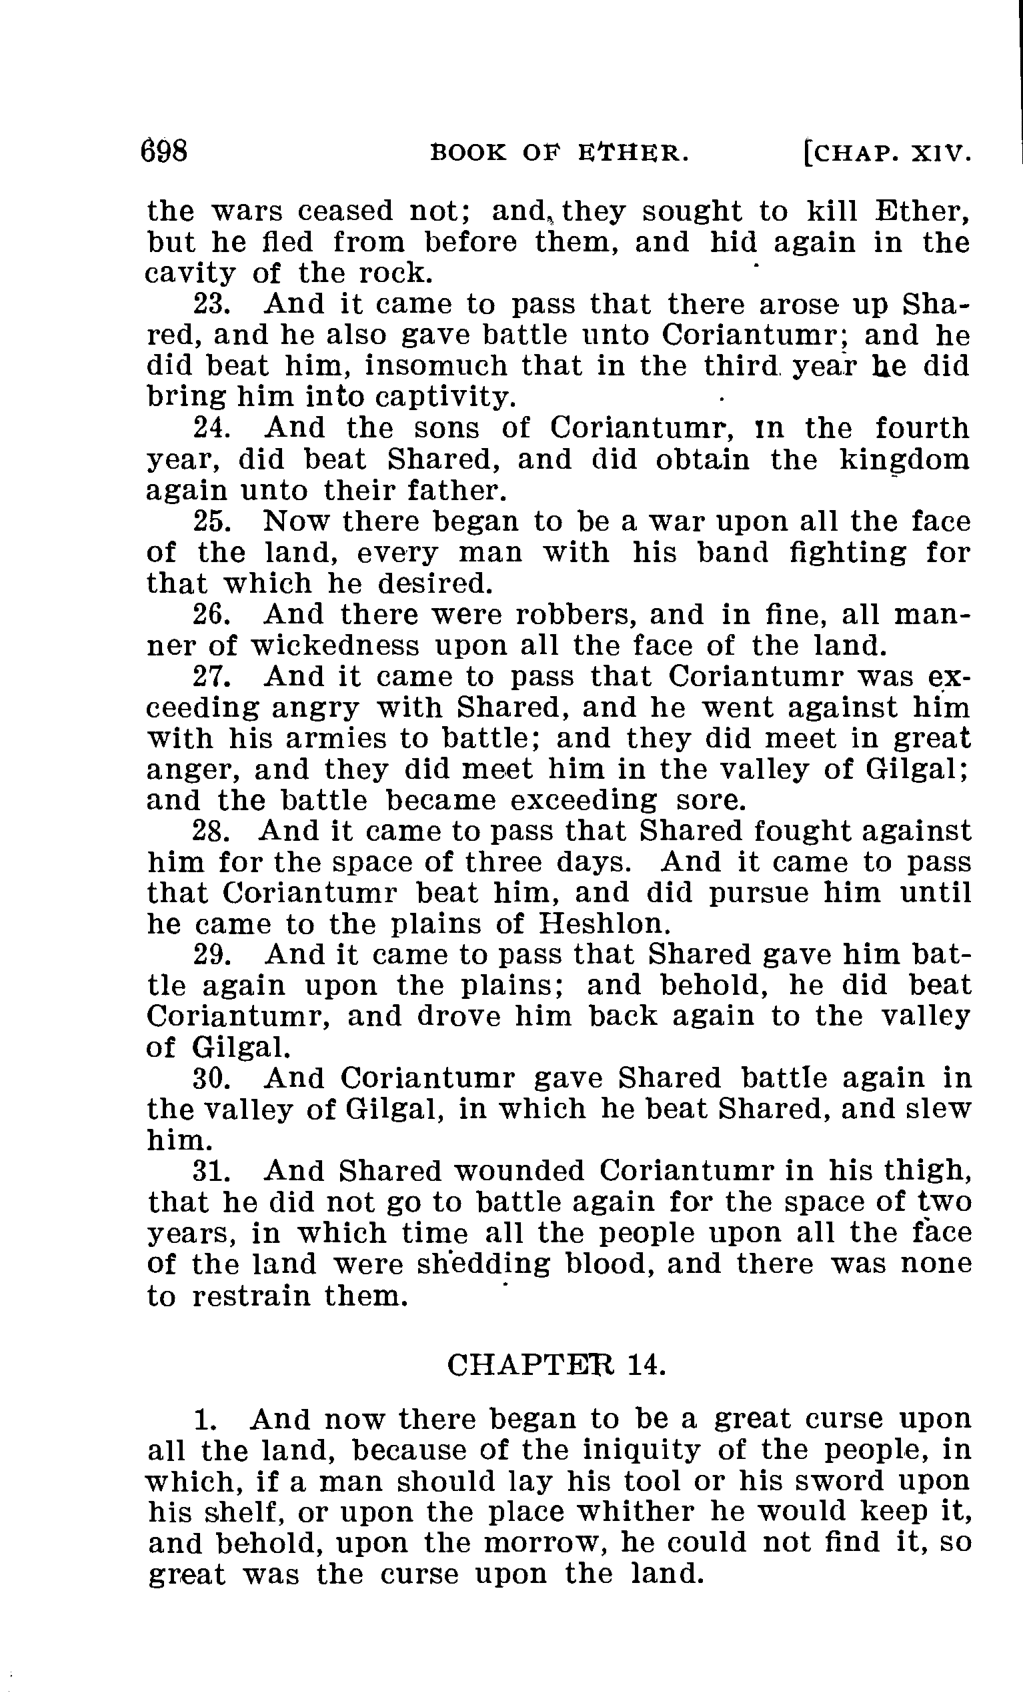 698 BOOK OF ETHER. [CHAP. XIV.
the wars ceased not; and, they sought to kill Ether,
but he fled from before them, and hid again in the
cavity of the rock.
23. And it came to pass that there arose up Sha-
red, and he also gave battle unto Coriantumr; and he
did beat him, insomuch that in the third year he did
bring him into captivity.
24. And the sons of Coriantumr, in the fourth
year, did beat Shared, and did obtain the kingdom
again unto their father.
25. Now there began to be a war upon all the face
of the land, every man with his band fighting for
that which he desired.
26. And there were robbers, and in fine, all man-
ner of wickedness upon all the face of the land.
27. And it came to pass that Coriantumr was ex-
ceeding angry with Shared, and he went against him
with his armies to battle; and they did meet in great
anger, and they did meet him in the valley of Gilgal;
and the battle became exceeding sore.
28. And it came to pass that Shared fought against
him for the space of three days. And it came to pass
that Coriantumr beat him, and did pursue him until
he came to the plains of Heshlon.
29. And it came to pass that Shared gave him bat-
tle again upon the plains; and behold, he did beat
Coriantumr, and drove him back again to the valley
of Gilgal.
30. And Coriantumr gave Shared battle again in
the valley of Gilgal, in which he beat Shared, and slew
him.
31. And Shared wounded Coriantumr in his thigh,
that he did not go to battle again for the space of two
years, in which time all the people upon all the face
of the land were shedding blood, and there was none
to restrain them.
CHAPTER 14.
1. And now there began to be a great curse upon
all the land, because of the iniquity of the people, in
which, if a man should lay his tool or his sword upon
his shelf, or upon the place whither he would keep it,
and behold, upon the morrow, he could not find it, so
great was the curse upon the land.